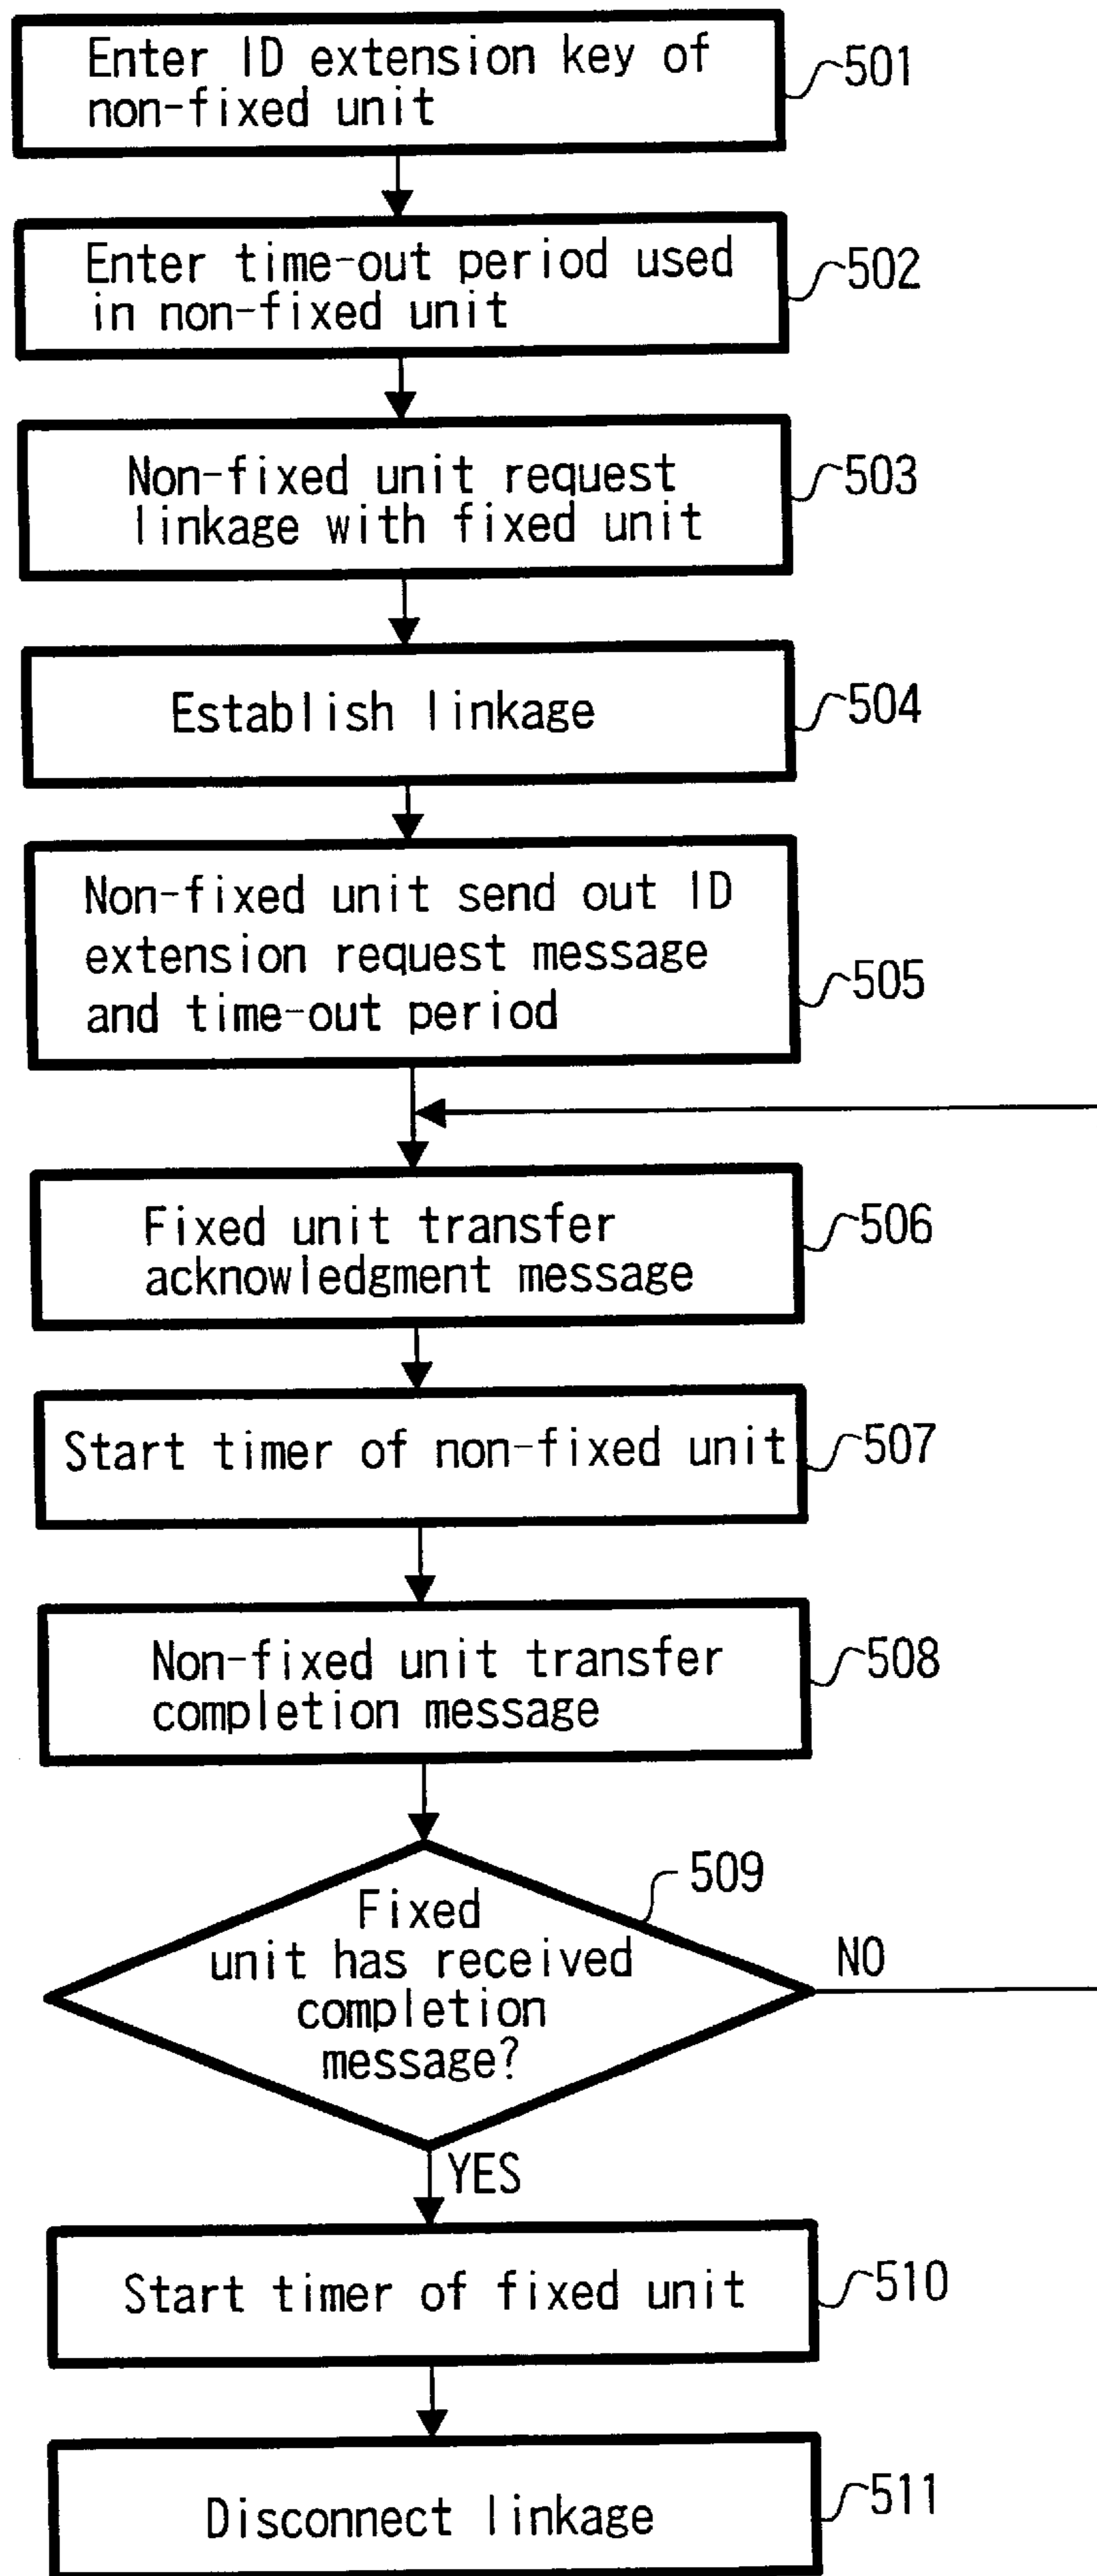 Enter ID extension key of
non-fixed unit
501
Enter time-out period used
in non-fixed unit
502
Non-fixed unit request
linkage with fixed unit
503
Establish linkage
504
Non-fixed unit send out ID
extension request message
and time-out period
505
Fixed unit transfer
acknowledgment message
506
Start timer of non-fixed unit
507
Non-fixed unit transfer
completion message
508
509
Fixed
unit has received
completion
message?
NO
YES
Start timer of fixed unit
510
Disconnect linkage
511